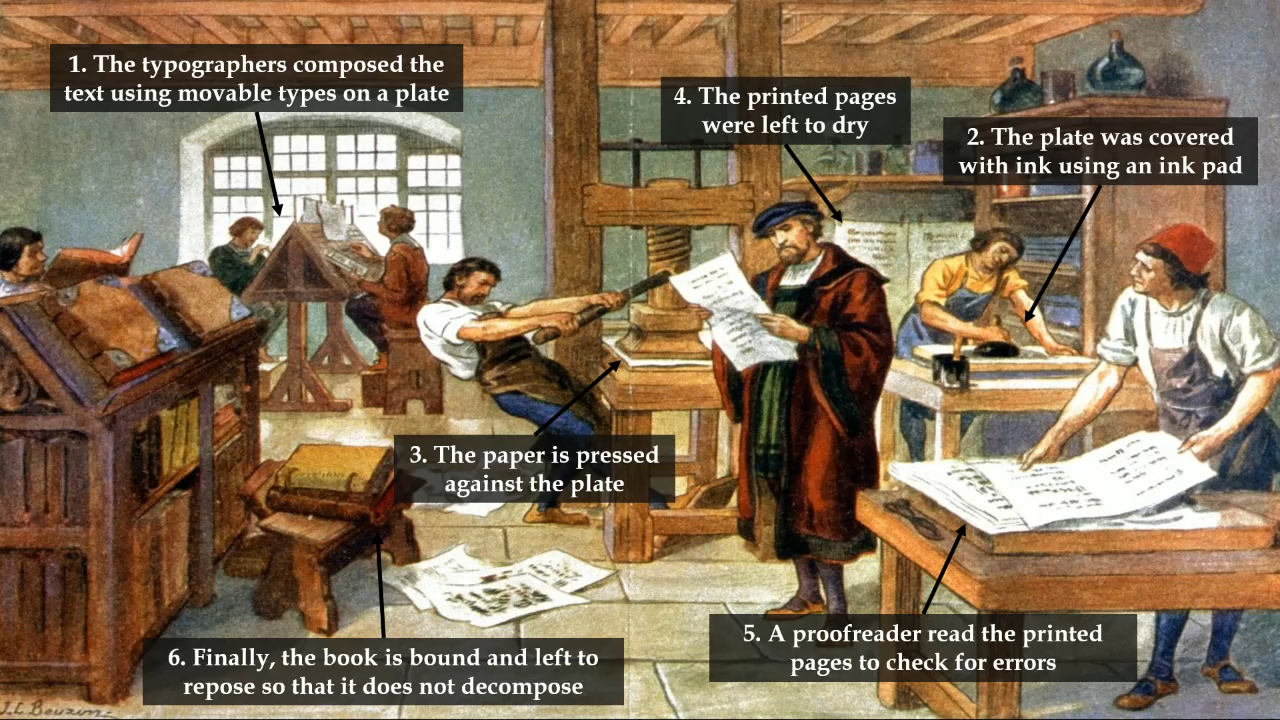 1. The typographers composed the
text using movable types on a plate
4. The printed pages
were left to dry
2. The plate was covered
with ink using an ink pad
3. The paper is pressed
against the plate
5. A proofreader read the printed
pages to check for errors
6. Finally, the book is bound and left to
repose so that it does not decompose